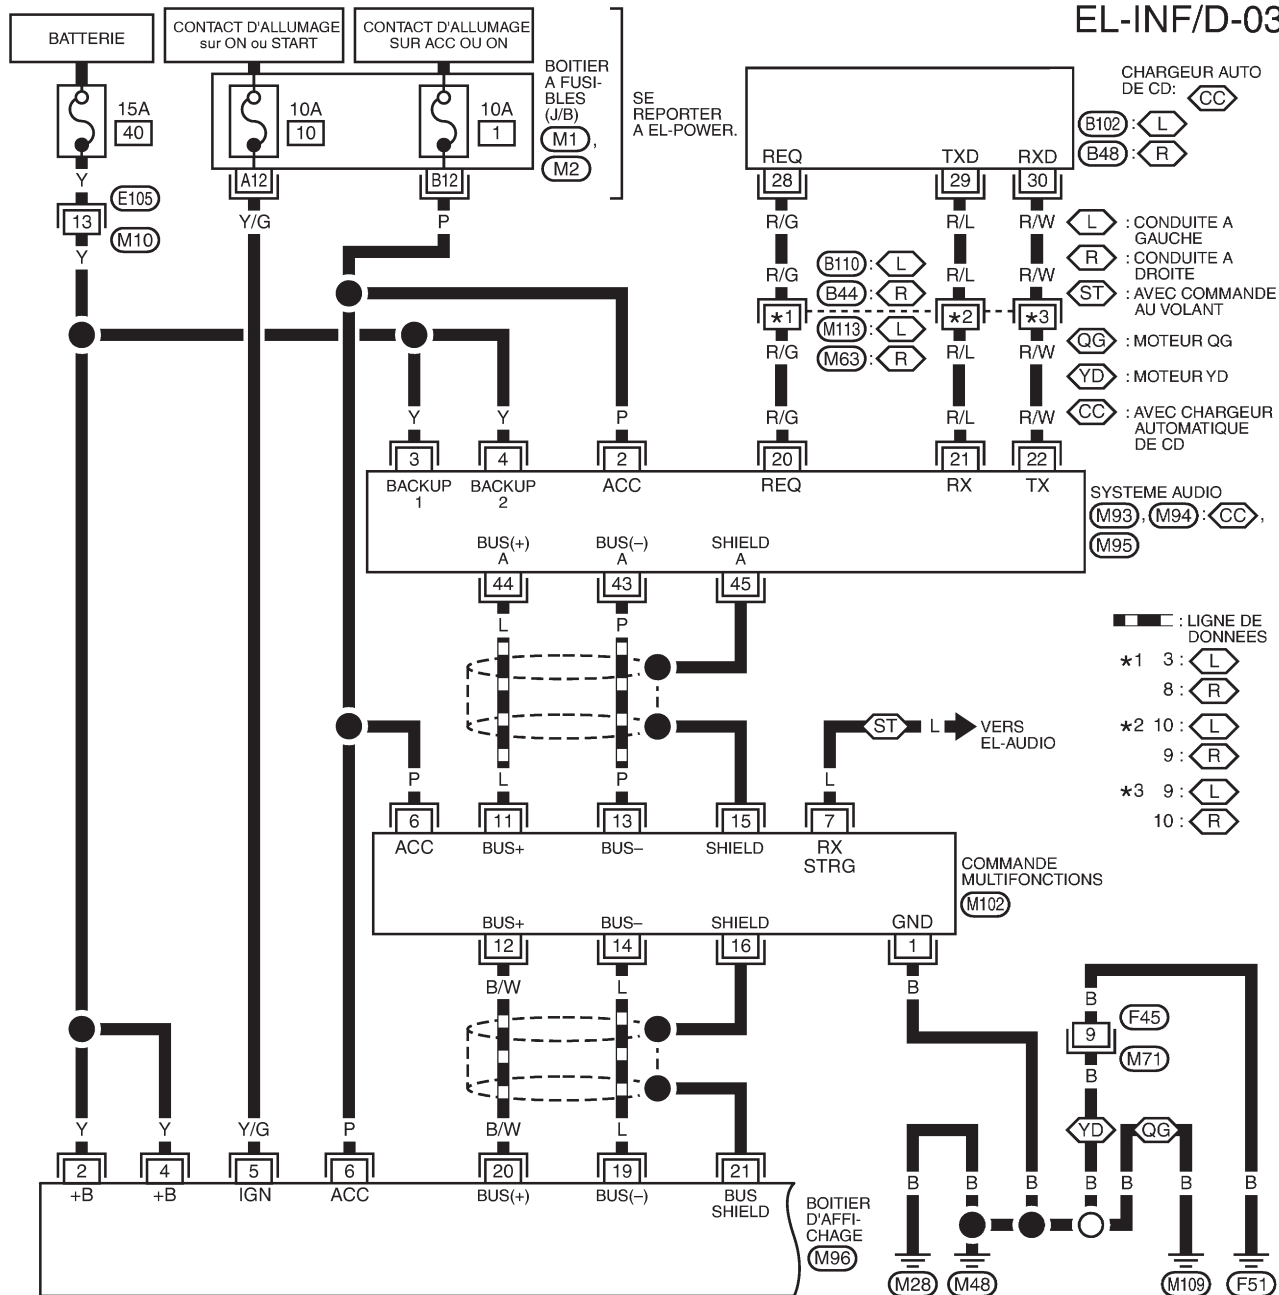 EL-INF/D-03
BATTERIE
CONTACT D'ALLUMAGE
sur ON ou START
CONTACT D'ALLUMAGE
SUR ACC OU ON
15A
40
10A
10
10A
1
BOITIER
A FUSI-
BLES
(J/B)
M1 ,
M2
SE
REPORTER
A EL-POWER.
CHARGEUR AUTO
DE CD: CC
B102 : L
B48 : R
REQ TXD RXD
28 29 30
A12 B12
Y
E105
13
M10
Y
Y/G P
R/G R/L R/W
L : CONDUITE A
GAUCHE
R : CONDUITE A
DROITE
ST : AVEC COMMANDE
AU VOLANT
QG : MOTEUR QG
YD : MOTEUR YD
CC : AVEC CHARGEUR
AUTOMATIQUE
DE CD
B110 : L
B44 : R
M113 : L
M63 : R
R/G R/L R/W
*1 *2 *3
R/G R/L R/W
Y Y P R/G R/L R/W
3 4 2 20 21 22
BACKUP
1
BACKUP
2
ACC REQ RX TX
SYSTEME AUDIO
M93 , M94 : CC ,
M95
BUS(+)
A
BUS(–)
A
SHIELD
A
44 43 45
L P
: LIGNE DE
DONNEES
*1 3 : L
8 : R
*2 10 : L
9 : R
*3 9 : L
10 : R
ST L VERS
EL-AUDIO
P L P L
6 11 13 15 7
ACC BUS+ BUS– SHIELD RX
STRG
COMMANDE
MULTIFONCTIONS
M102
BUS+ BUS– SHIELD GND
12 14 16 1
B/W L B
B
9
F45
M71
B
YD QG
Y Y Y/G P B/W L
2 4 5 6 20 19 21
+B +B IGN ACC BUS(+) BUS(–) BUS
SHIELD
BOITIER
D'AFFI-
CHAGE
M96
B B B B B B B
M28 M48 M109 F51